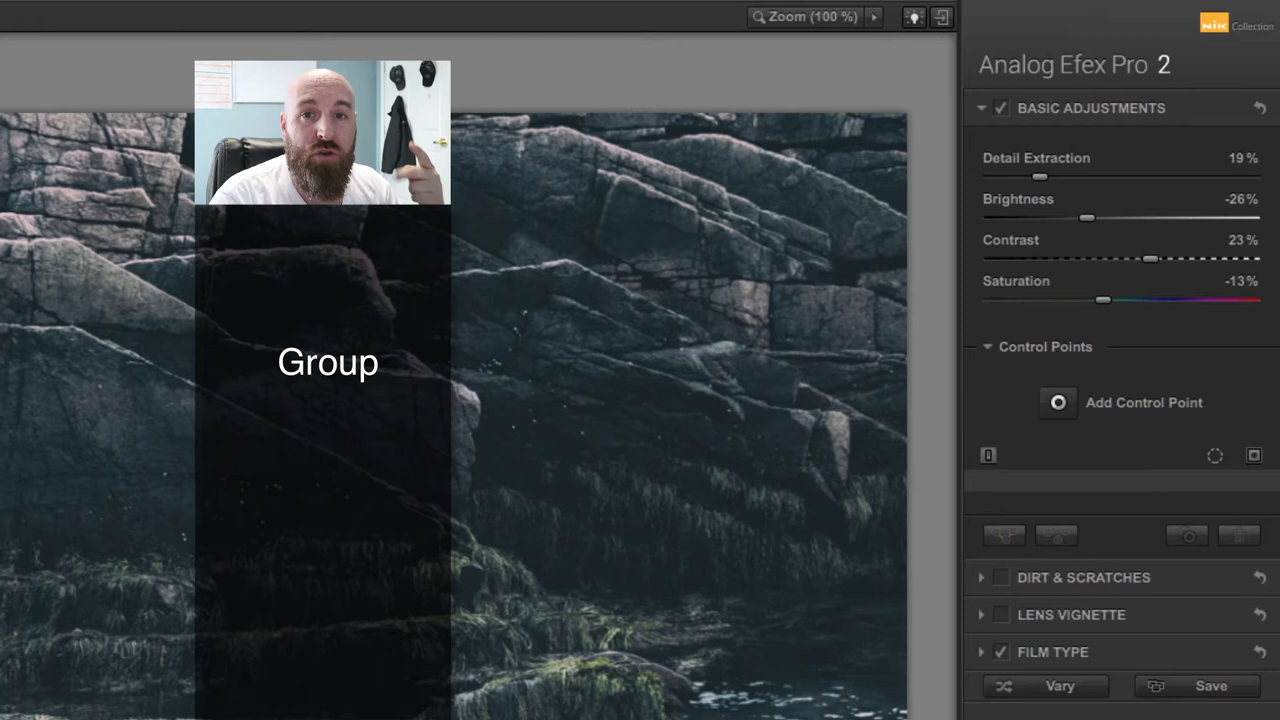 Zoom (100 %)
NIK Collection
Analog Efex Pro 2
BASIC ADJUSTMENTS
Detail Extraction 19 %
Brightness -26 %
Contrast 23 %
Saturation -13 %
Control Points
Add Control Point
Group
DIRT & SCRATCHES
LENS VIGNETTE
FILM TYPE
Vary
Save